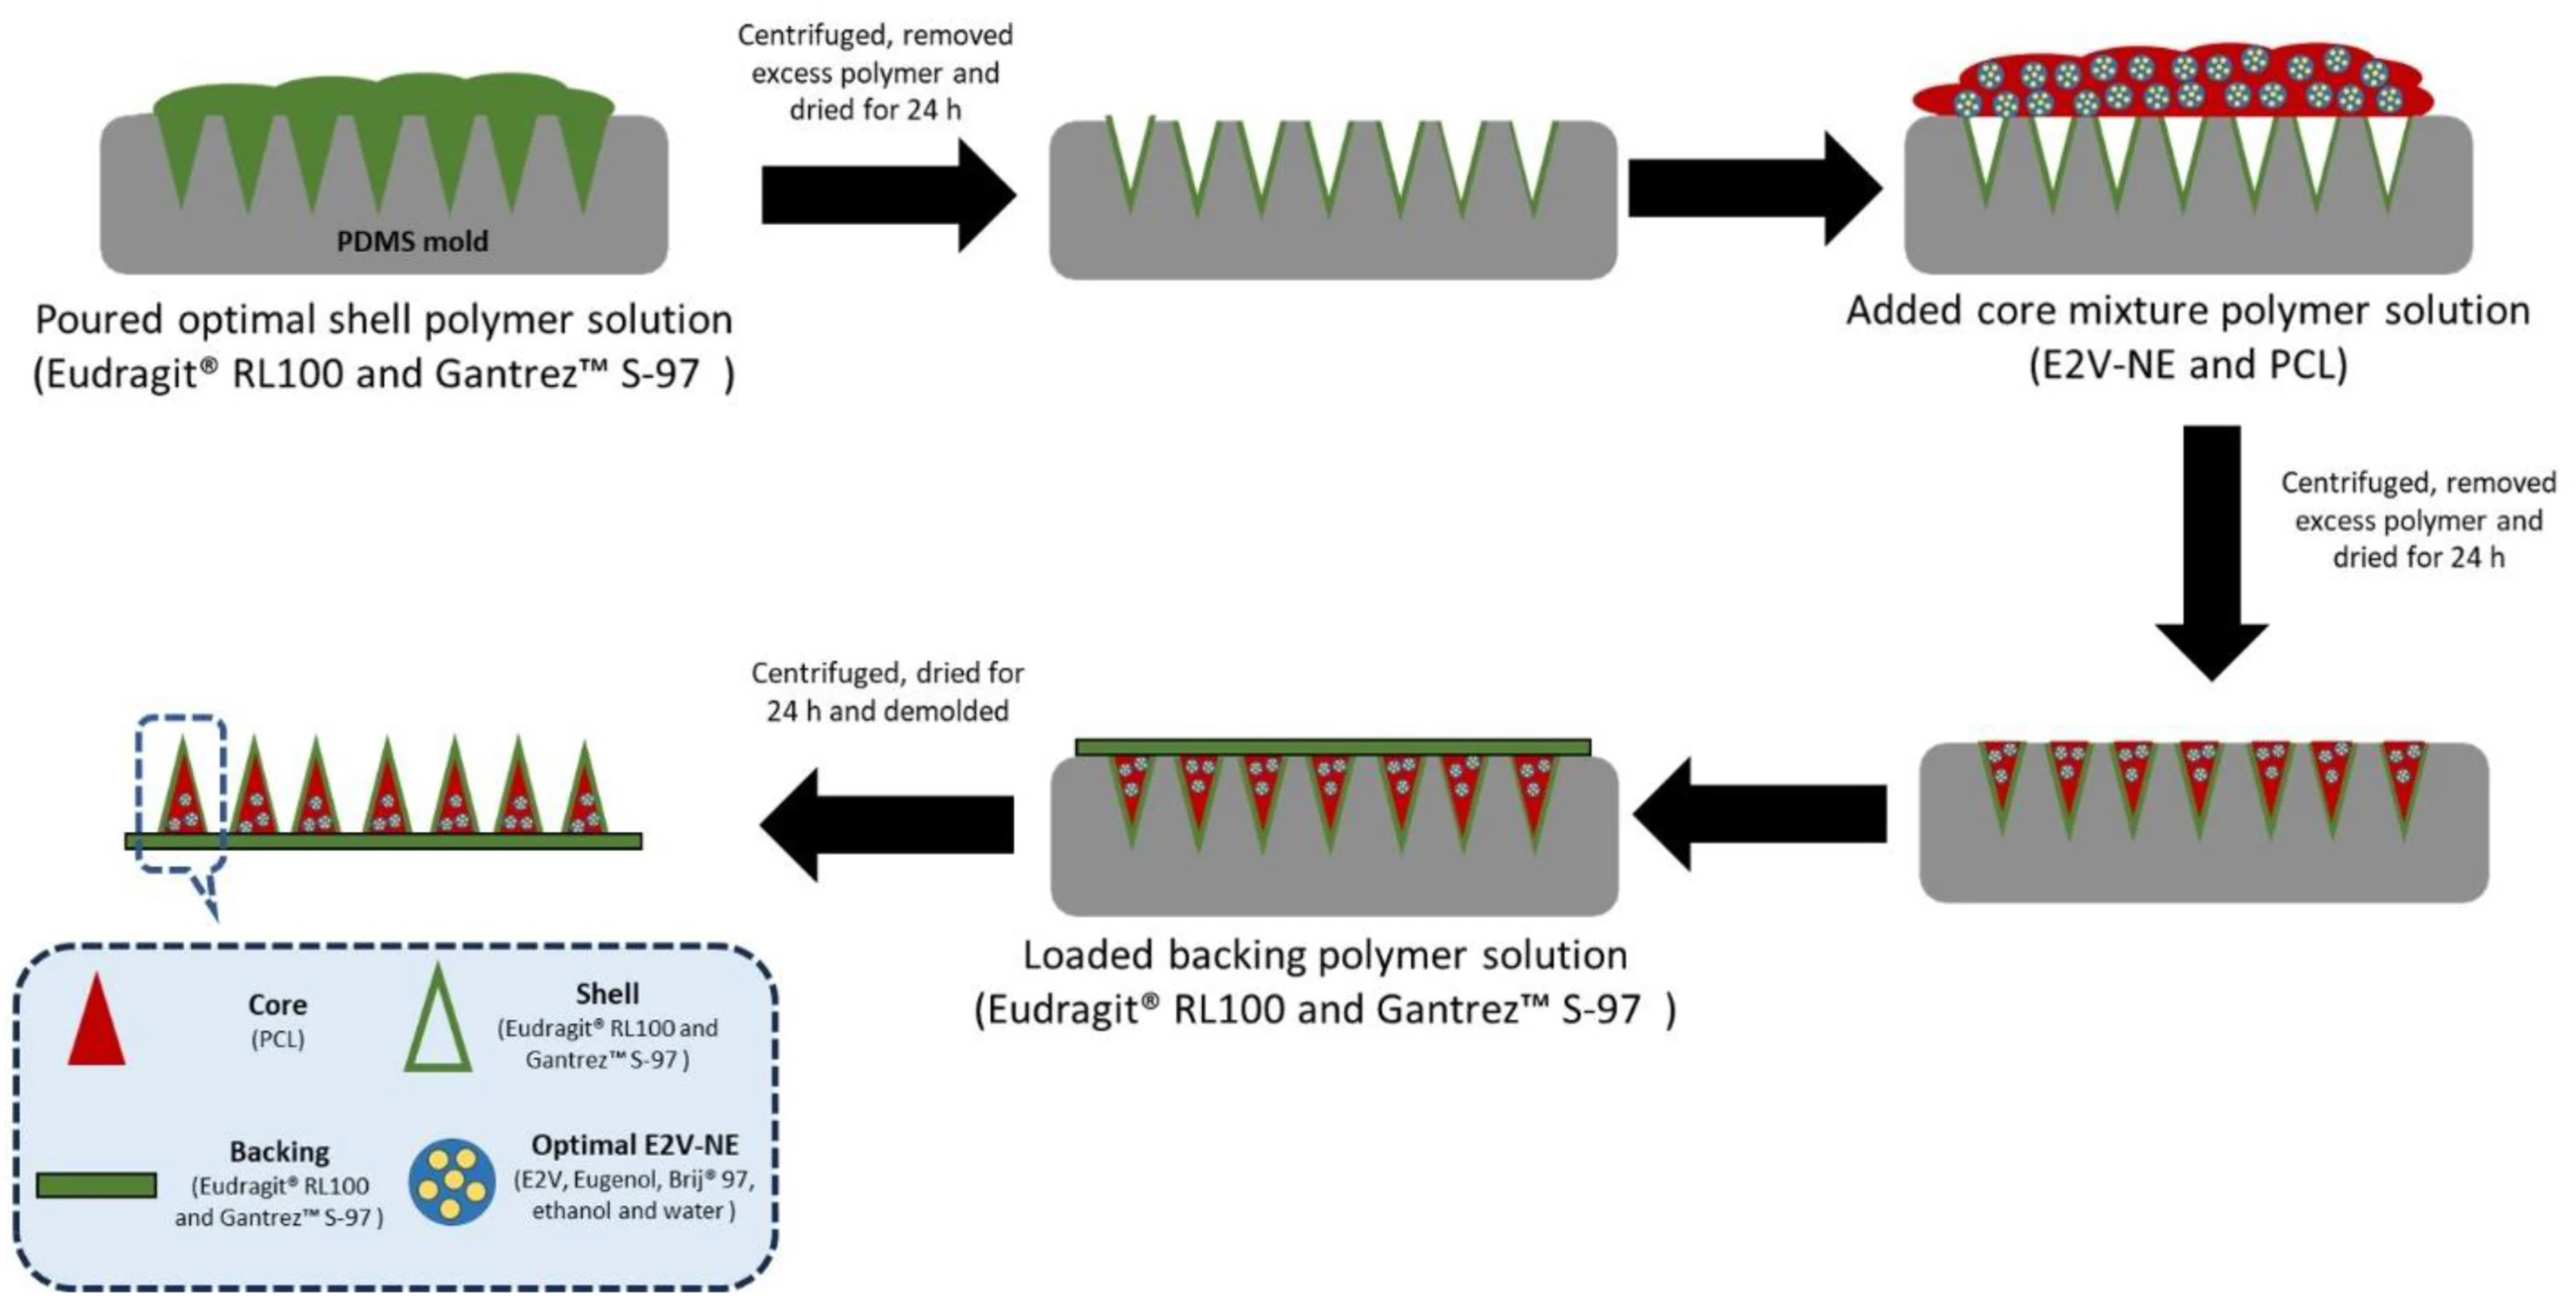 Centrifuged, removed
excess polymer and
dried for 24 h
PDMS mold
Poured optimal shell polymer solution
(Eudragit® RL100 and Gantrez™ S-97 )
Added core mixture polymer solution
(E2V-NE and PCL)
Centrifuged, removed
excess polymer and
dried for 24 h
Loaded backing polymer solution
(Eudragit® RL100 and Gantrez™ S-97 )
Centrifuged, dried for
24 h and demolded
Core
(PCL)
Shell
(Eudragit® RL100 and
Gantrez™ S-97 )
Backing
(Eudragit® RL100
and Gantrez™ S-97 )
Optimal E2V-NE
(E2V, Eugenol, Brij® 97,
ethanol and water )